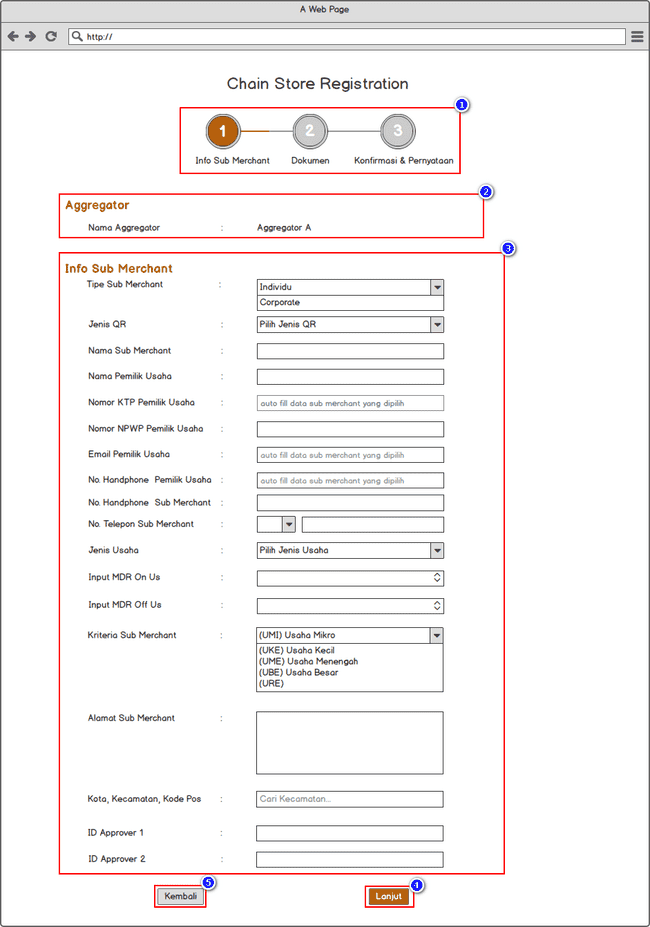 A Web Page
http://
Chain Store Registration
1
1 2 3
Info Sub Merchant Dokumen Konfirmasi & Pernyataan
2
Aggregator
Nama Aggregator : Aggregator A
3
Info Sub Merchant
Tipe Sub Merchant : Individu
Corporate
Jenis QR : Pilih Jenis QR
Nama Sub Merchant :
Nama Pemilik Usaha :
Nomor KTP Pemilik Usaha : auto fill data sub merchant yang dipilih
Nomor NPWP Pemilik Usaha :
Email Pemilik Usaha : auto fill data sub merchant yang dipilih
No. Handphone Pemilik Usaha : auto fill data sub merchant yang dipilih
No. Handphone Sub Merchant :
No. Telepon Sub Merchant :
Jenis Usaha : Pilih Jenis Usaha
Input MDR On Us :
Input MDR Off Us :
Kriteria Sub Merchant : (UMI) Usaha Mikro
(UKE) Usaha Kecil
(UME) Usaha Menengah
(UBE) Usaha Besar
(URE)
Alamat Sub Merchant :
Kota, Kecamatan, Kode Pos : Cari Kecamatan...
ID Approver 1 :
ID Approver 2 :
5 4
Kembali Lanjut